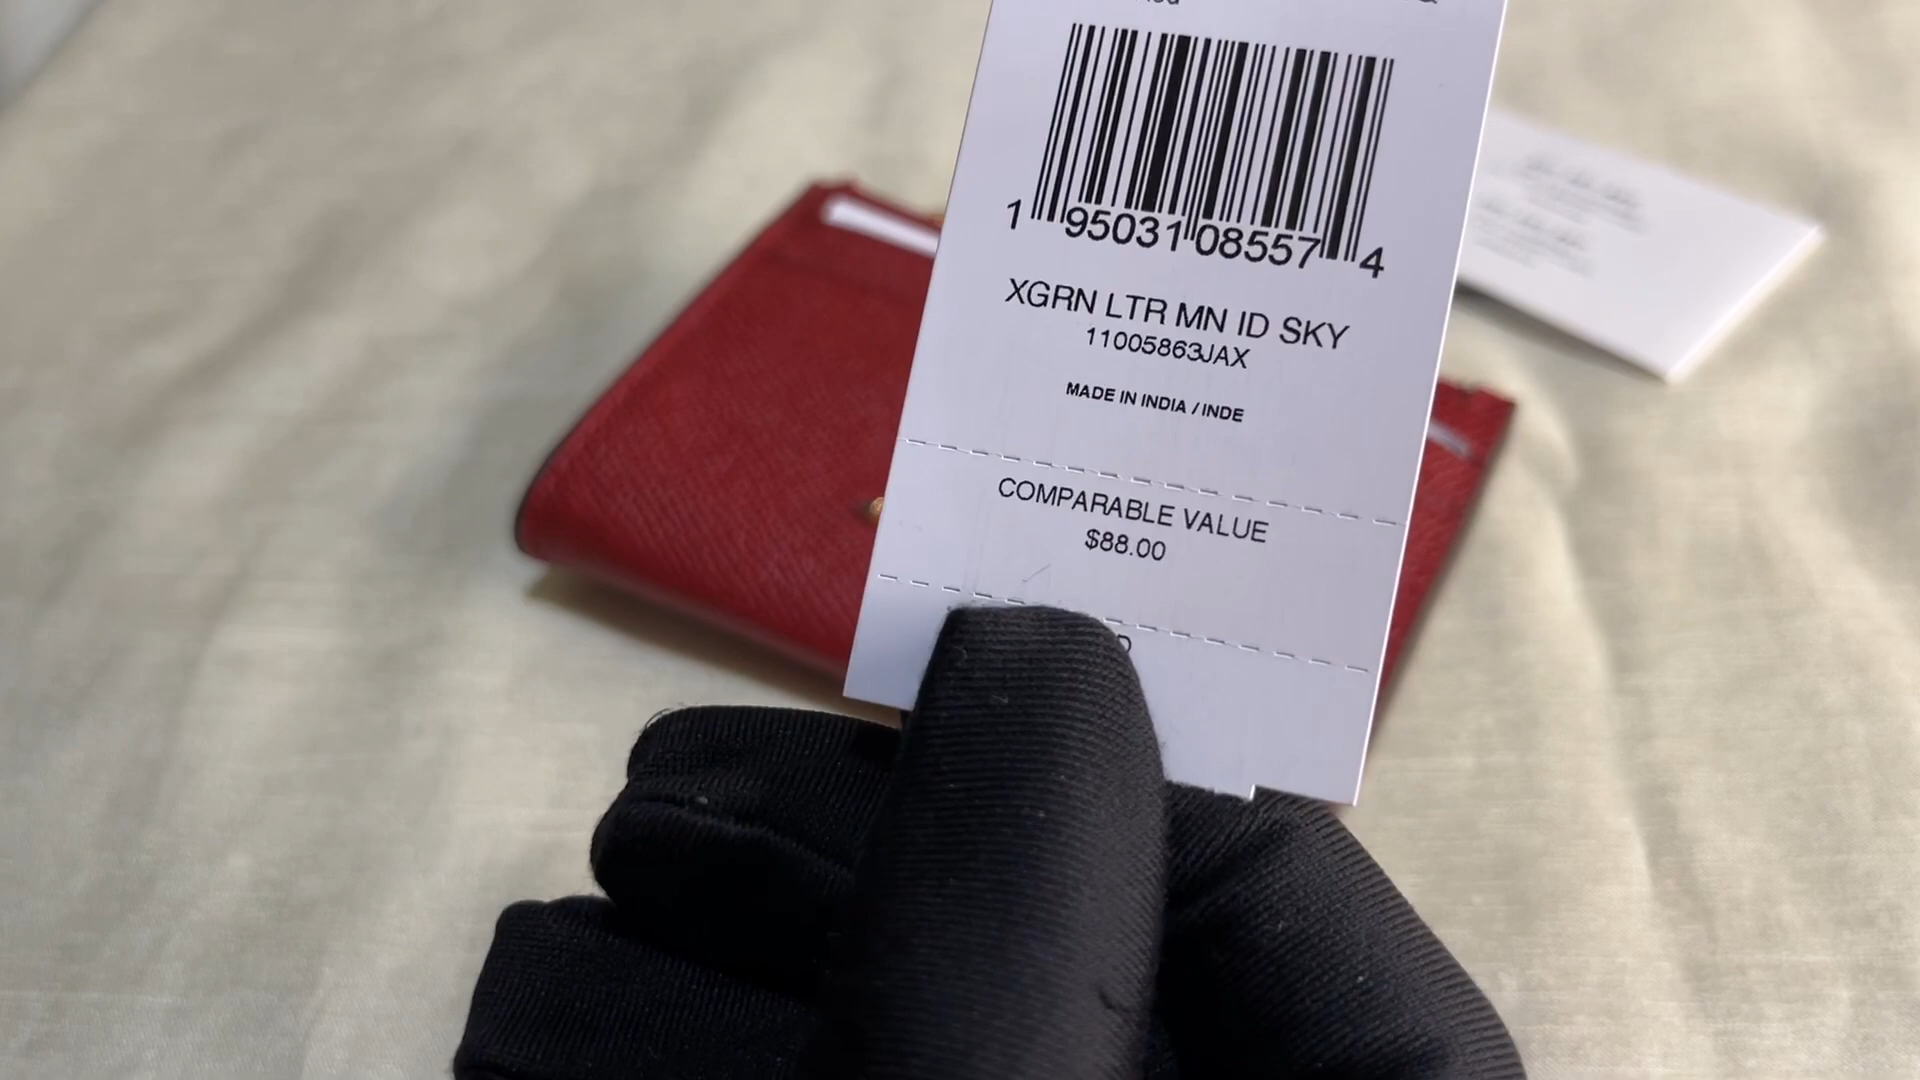 1 95031 08557 4
XGRN LTR MN ID SKY
11005863JAX
MADE IN INDIA / INDE
COMPARABLE VALUE
$88.00